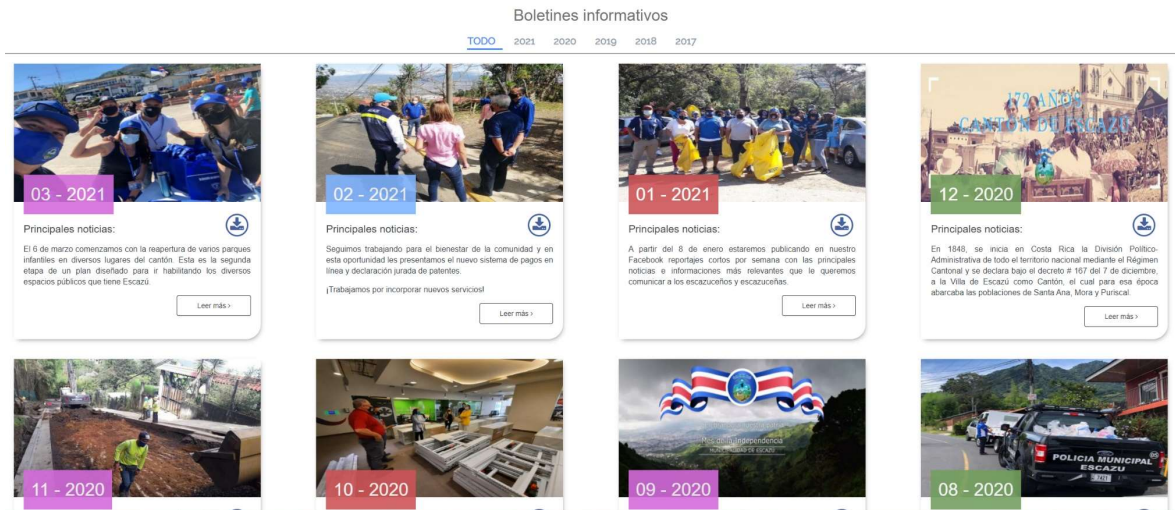 Boletines informativos
TODO 2021 2020 2019 2018 2017
03 - 2021
Principales noticias:
El 6 de marzo comenzamos con la reapertura de varios parques
infantiles en diversos lugares del cantón. Esta es la segunda
etapa de un plan diseñado para ir habilitando los diversos
espacios públicos que tiene Escazú.
Leer más ›
02 - 2021
Principales noticias:
Seguimos trabajando para el bienestar de la comunidad y en
esta oportunidad les presentamos el nuevo sistema de pagos en
línea y declaración jurada de patentes.
¡Trabajamos por incorporar nuevos servicios!
Leer más ›
01 - 2021
Principales noticias:
A partir del 8 de enero estaremos publicando en nuestro
Facebook reportajes cortos por semana con las principales
noticias e informaciones más relevantes que le queremos
comunicar a los escazuceños y escazuceñas.
Leer más ›
172 AÑOS
CANTÓN DE ESCAZÚ
12 - 2020
Principales noticias:
En 1848, se inicia en Costa Rica la División Político-
Administrativa de todo el territorio nacional mediante el Régimen
Cantonal y se declara bajo el decreto # 167 del 7 de diciembre,
a la Villa de Escazú como Cantón, el cual para esa época
abarcaba las poblaciones de Santa Ana, Mora y Puriscal.
Leer más ›
11 - 2020
10 - 2020
Mes de la Independencia
MUNICIPALIDAD DE ESCAZÚ
09 - 2020
POLICIA MUNICIPAL
ESCAZU
08 - 2020